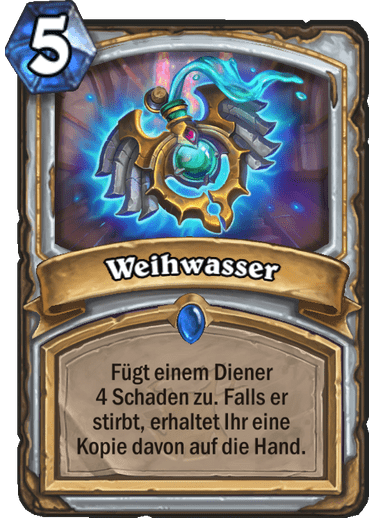 5
Weihwasser
Fügt einem Diener
4 Schaden zu. Falls er
stirbt, erhaltet Ihr eine
Kopie davon auf die Hand.